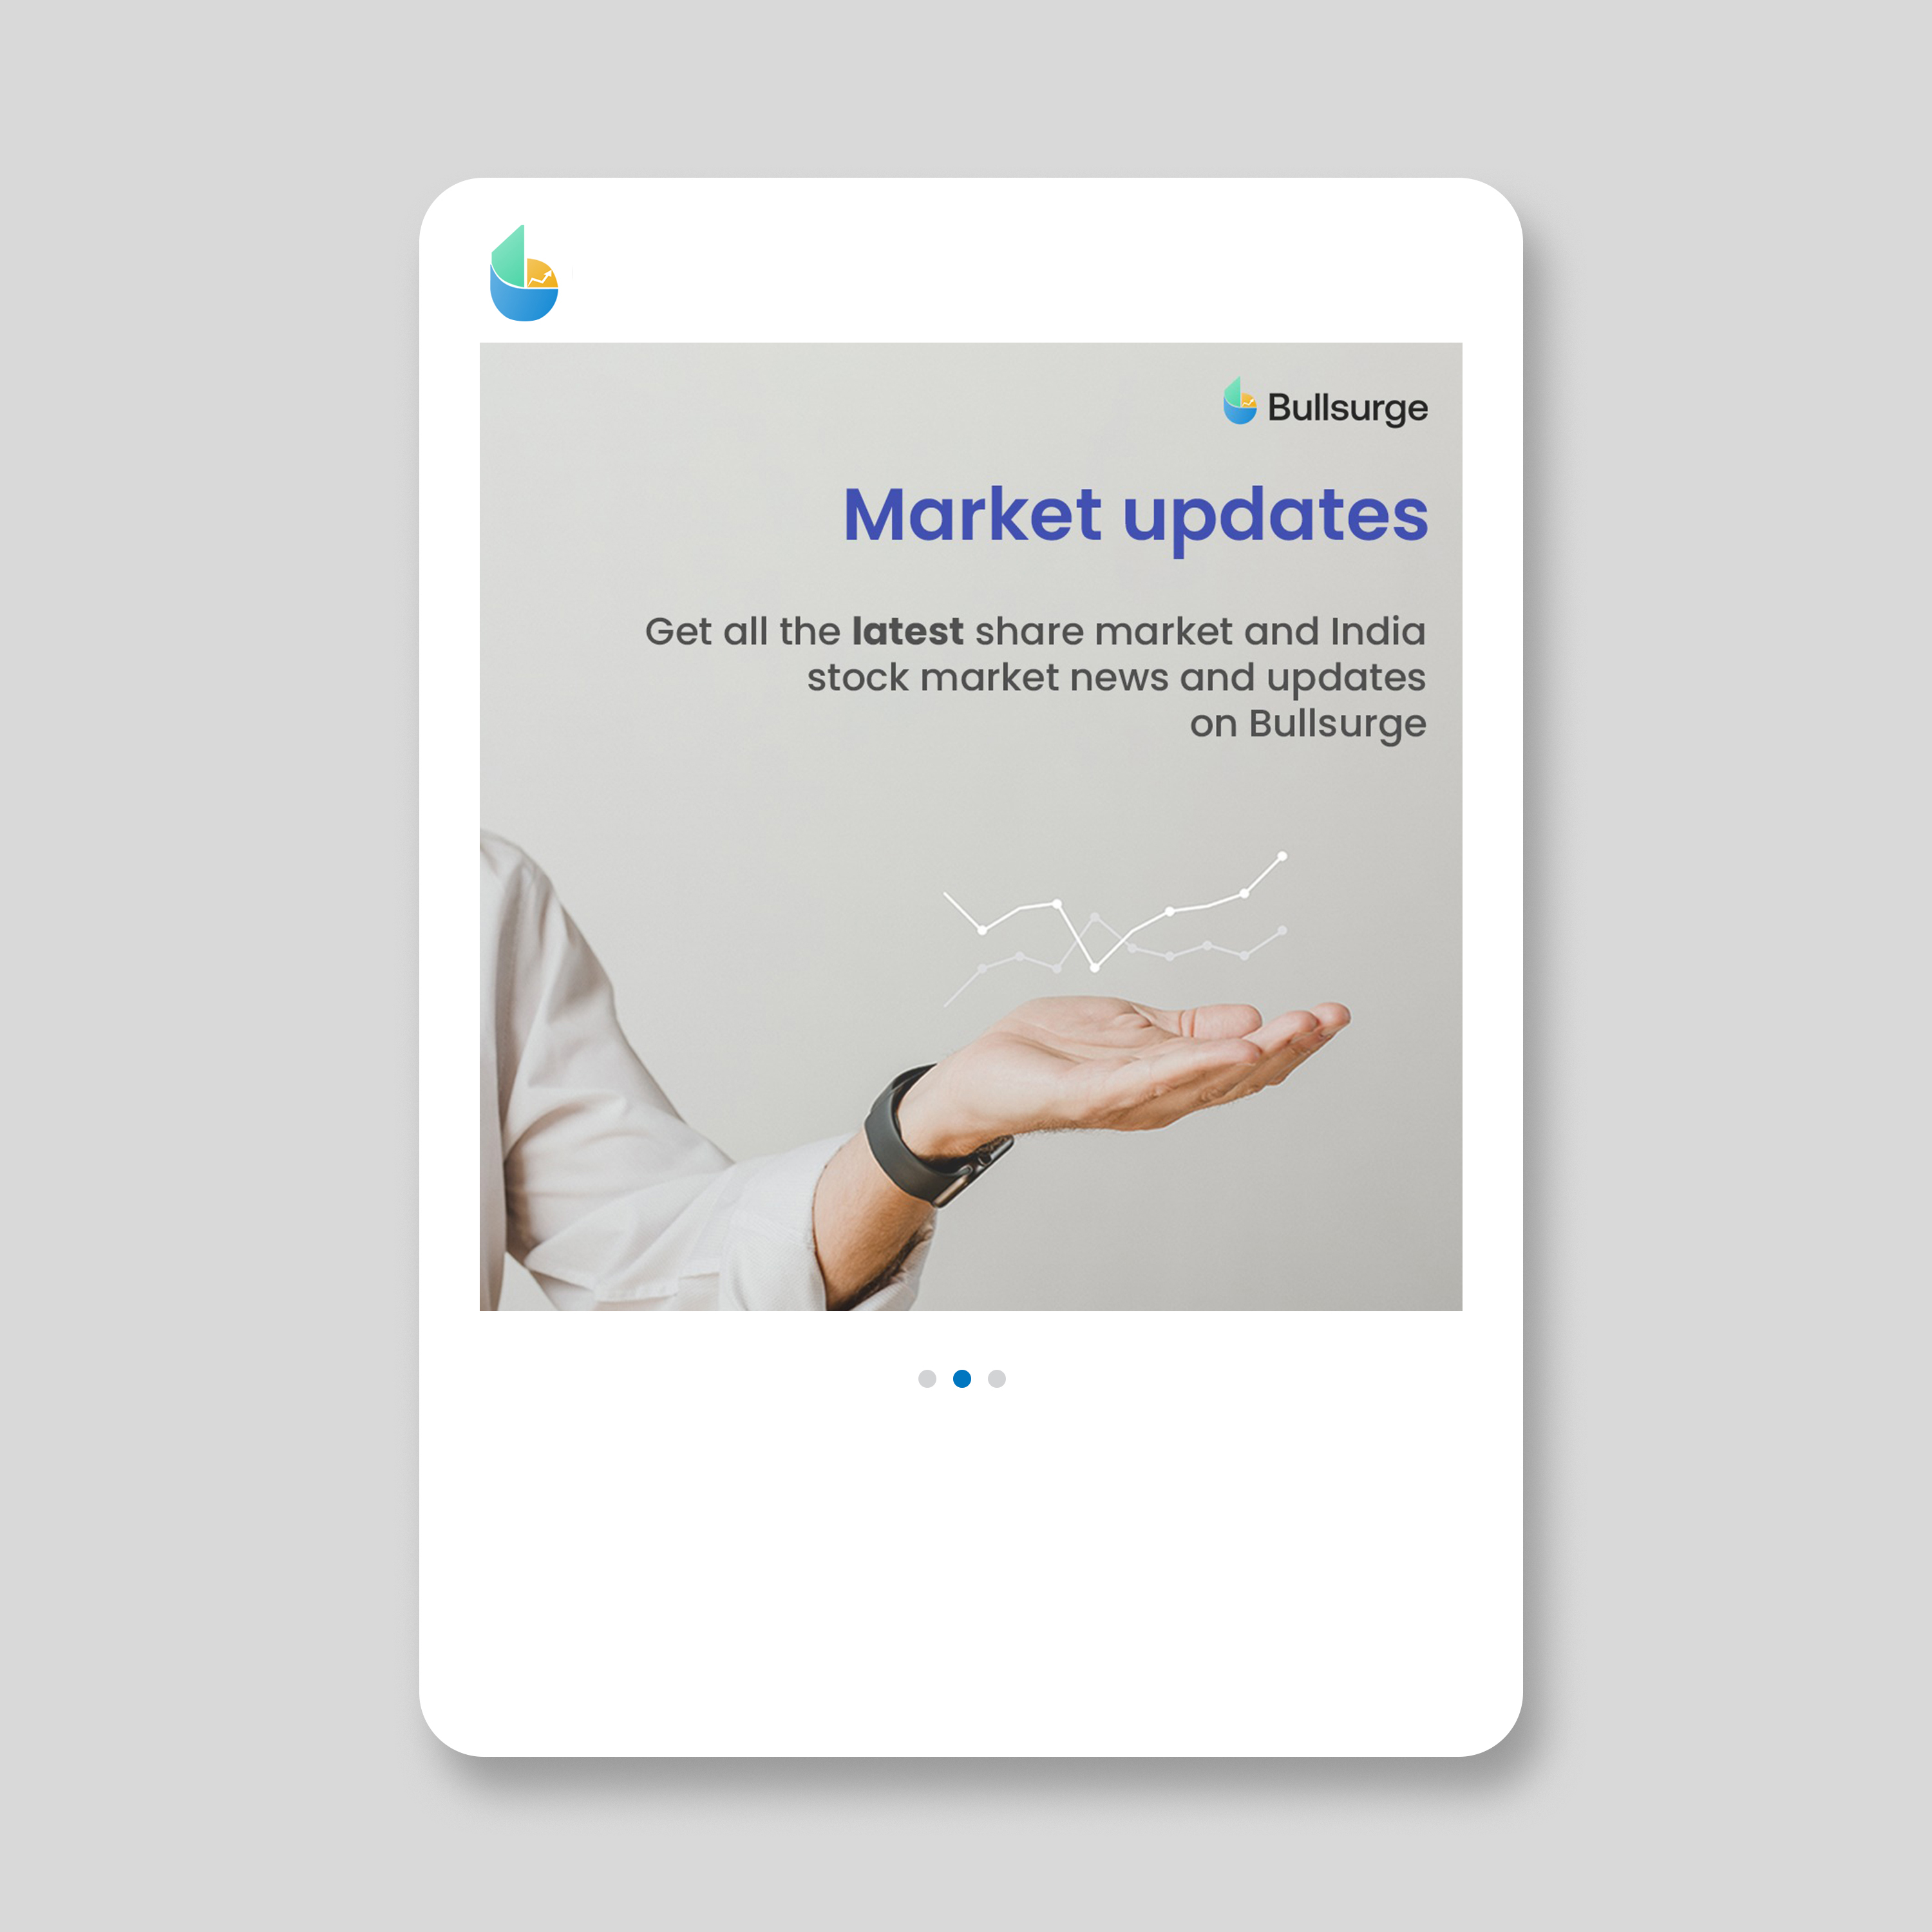 Bullsurge
Market updates
Get all the latest share market and India
stock market news and updates
on Bullsurge